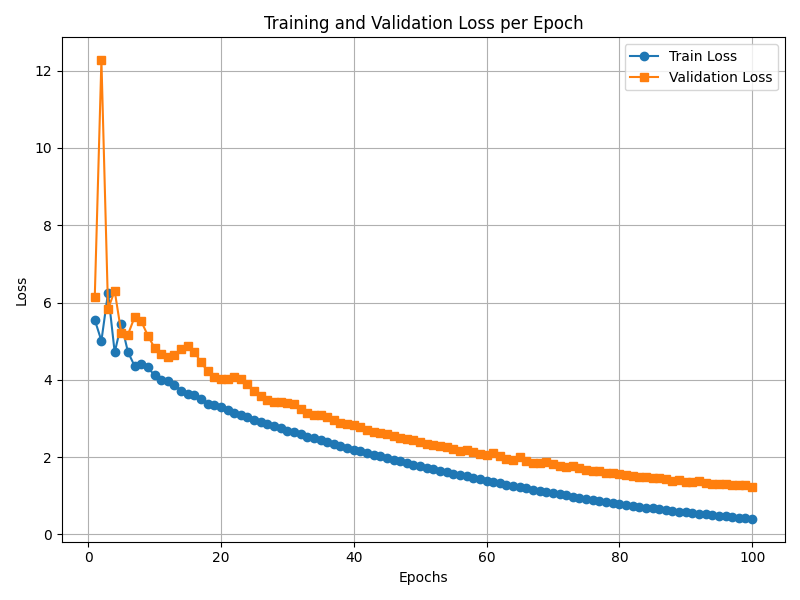 Training and Validation Loss per Epoch
Train Loss
Validation Loss
12
10
8
6
4
2
0
Loss
0 20 40 60 80 100
Epochs